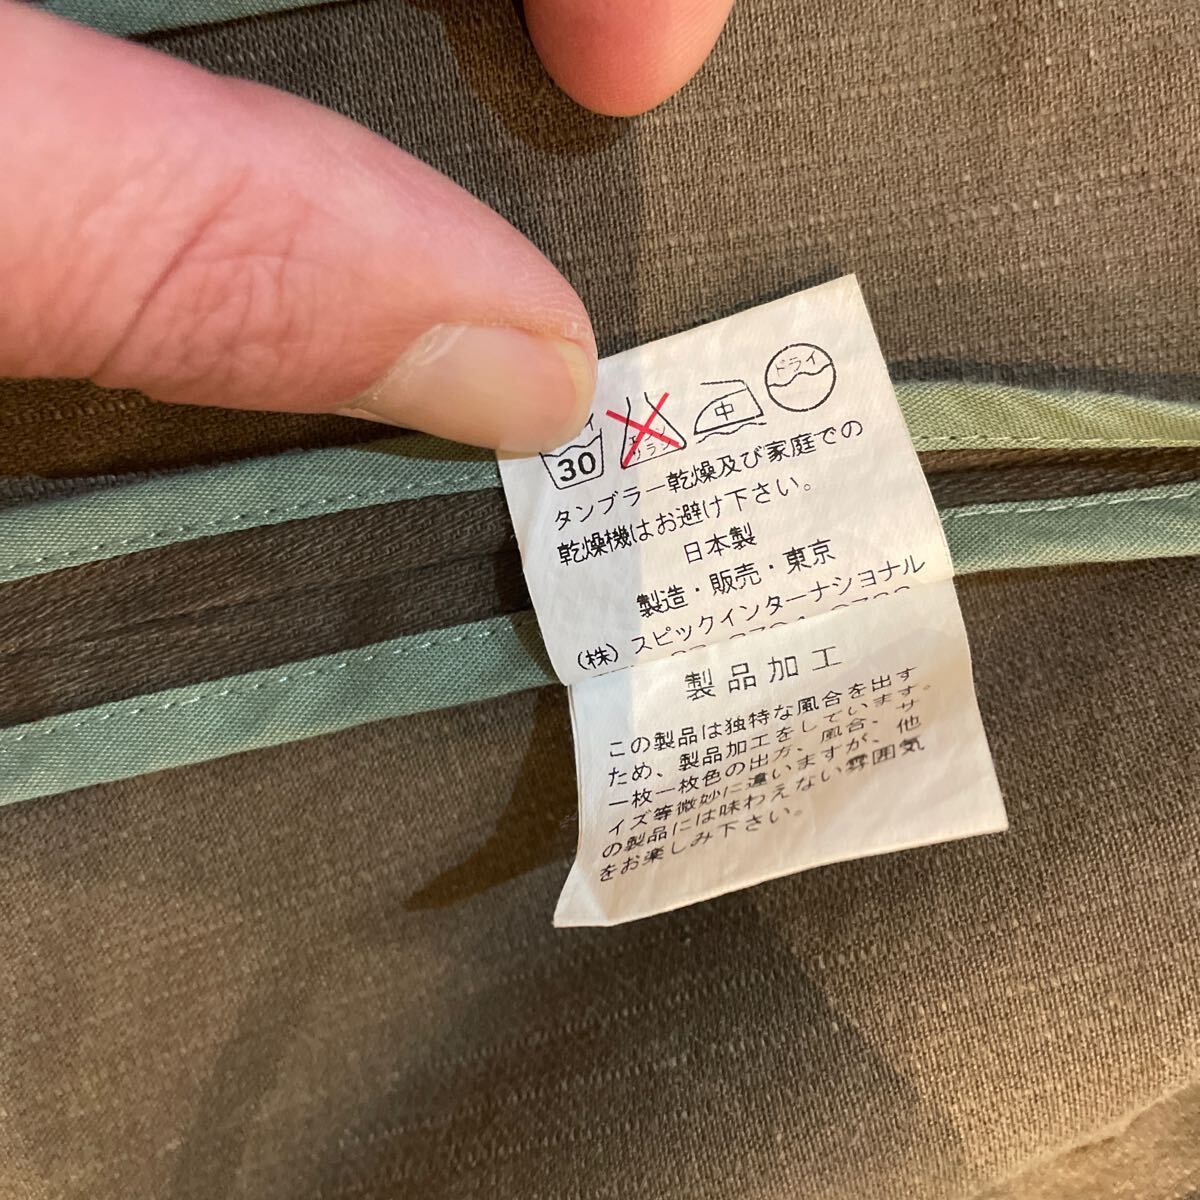 30 エンソ サラシ 中 ドライ
タンブラー乾燥及び家庭での
乾燥機はお避け下さい。
日本製
製造・販売・東京
(株)スピックインターナショナル
製品加工
この製品は独特な風合を出す
ため、製品加工をしています。
一枚一枚色の出方、風合、サ
イズ等微妙に違いますが、他
の製品には味わえない雰囲気
をお楽しみ下さい。